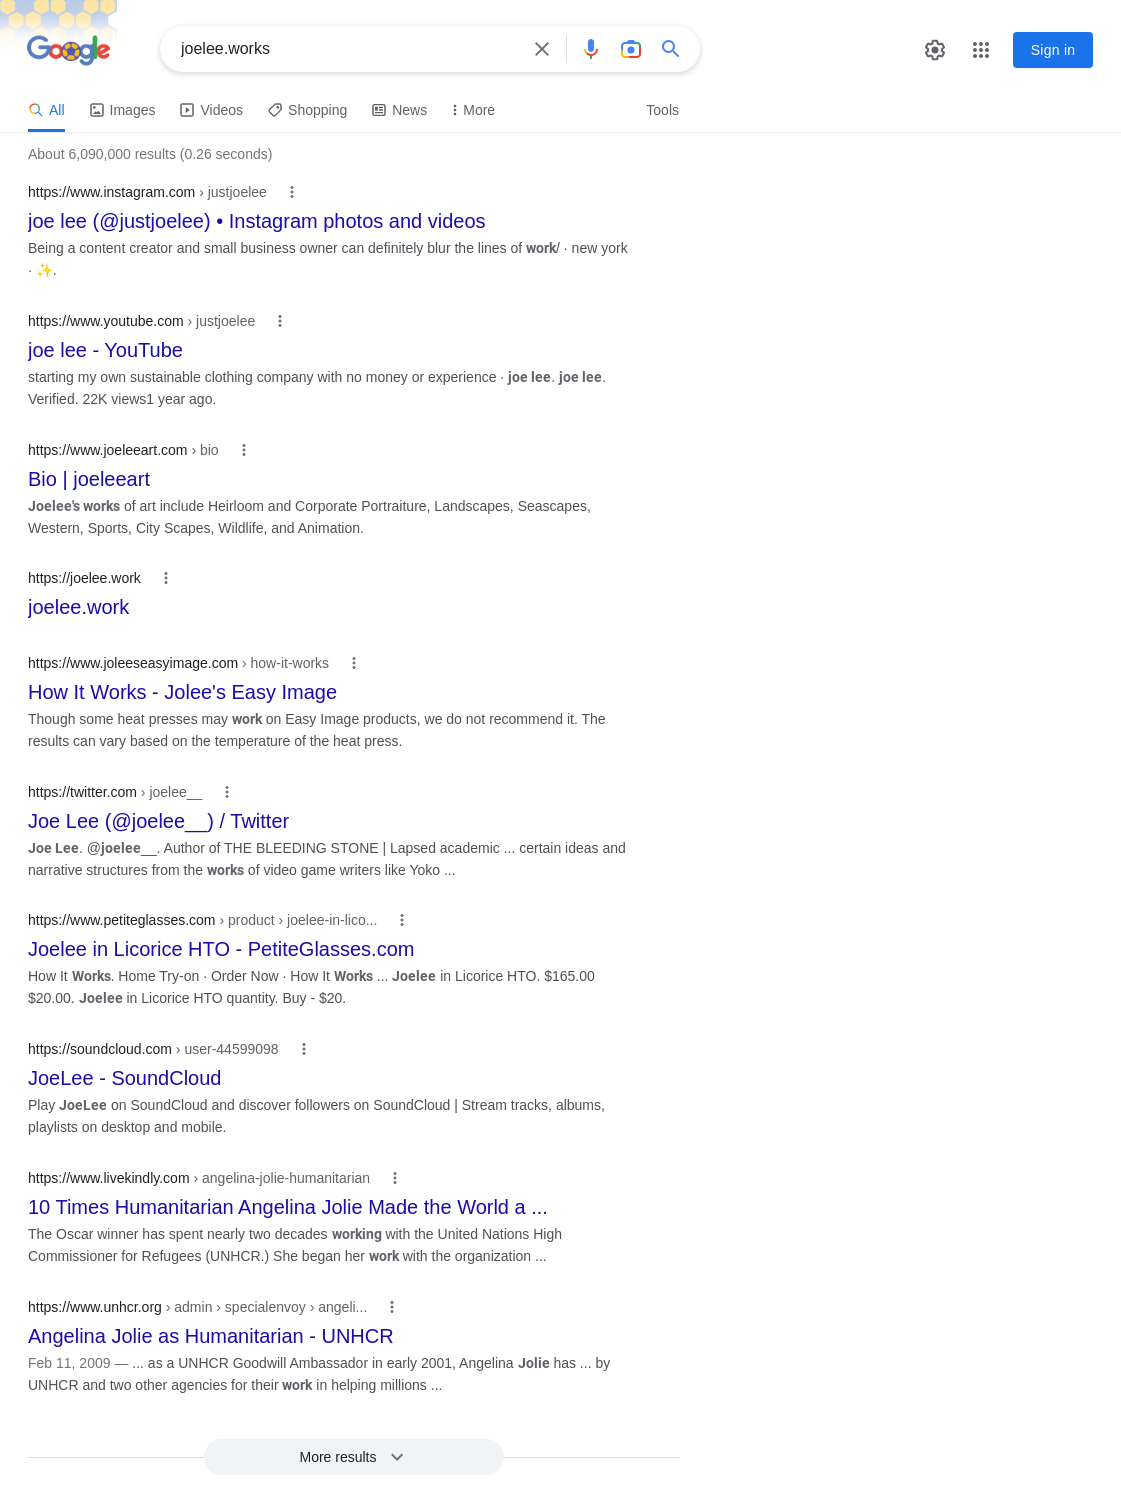 Google
joelee.works
Sign in
All Images Videos Shopping News More Tools
About 6,090,000 results (0.26 seconds)
https://www.instagram.com › justjoelee
joe lee (@justjoelee) • Instagram photos and videos
Being a content creator and small business owner can definitely blur the lines of work/ · new york
· ✨.
https://www.youtube.com › justjoelee
joe lee - YouTube
starting my own sustainable clothing company with no money or experience · joe lee. joe lee.
Verified. 22K views1 year ago.
https://www.joeleeart.com › bio
Bio | joeleeart
Joelee's works of art include Heirloom and Corporate Portraiture, Landscapes, Seascapes,
Western, Sports, City Scapes, Wildlife, and Animation.
https://joelee.work
joelee.work
https://www.joleeseasyimage.com › how-it-works
How It Works - Jolee's Easy Image
Though some heat presses may work on Easy Image products, we do not recommend it. The
results can vary based on the temperature of the heat press.
https://twitter.com › joelee__
Joe Lee (@joelee__) / Twitter
Joe Lee. @joelee__. Author of THE BLEEDING STONE | Lapsed academic ... certain ideas and
narrative structures from the works of video game writers like Yoko ...
https://www.petiteglasses.com › product › joelee-in-lico...
Joelee in Licorice HTO - PetiteGlasses.com
How It Works. Home Try-on · Order Now · How It Works ... Joelee in Licorice HTO. $165.00
$20.00. Joelee in Licorice HTO quantity. Buy - $20.
https://soundcloud.com › user-44599098
JoeLee - SoundCloud
Play JoeLee on SoundCloud and discover followers on SoundCloud | Stream tracks, albums,
playlists on desktop and mobile.
https://www.livekindly.com › angelina-jolie-humanitarian
10 Times Humanitarian Angelina Jolie Made the World a ...
The Oscar winner has spent nearly two decades working with the United Nations High
Commissioner for Refugees (UNHCR.) She began her work with the organization ...
https://www.unhcr.org › admin › specialenvoy › angeli...
Angelina Jolie as Humanitarian - UNHCR
Feb 11, 2009 — ... as a UNHCR Goodwill Ambassador in early 2001, Angelina Jolie has ... by
UNHCR and two other agencies for their work in helping millions ...
More results